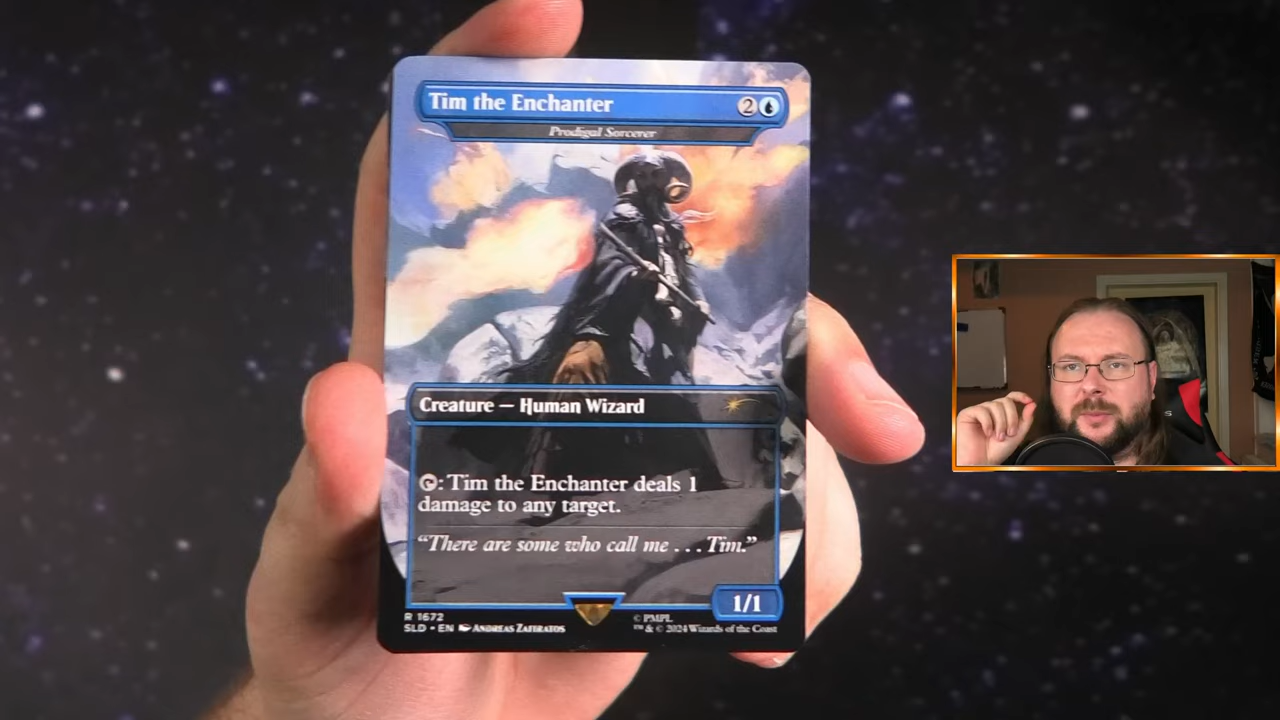 Tim the Enchanter 2
Prodigal Sorcerer
Creature — Human Wizard
: Tim the Enchanter deals 1
damage to any target.
“There are some who call me . . . Tim.”
1/1
R 1672
SLD • EN ANDREAS ZAFIRATOS
© PMPL
™ & © 2024 Wizards of the Coast